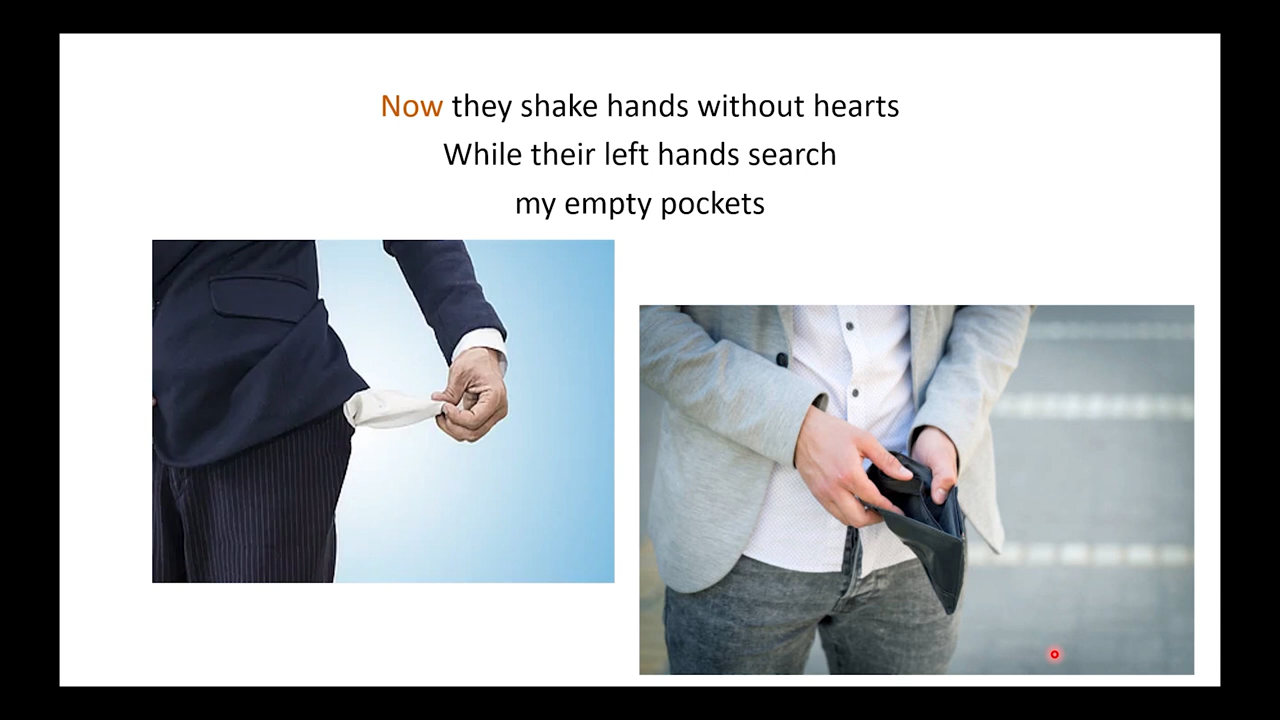 Now they shake hands without hearts
While their left hands search
my empty pockets